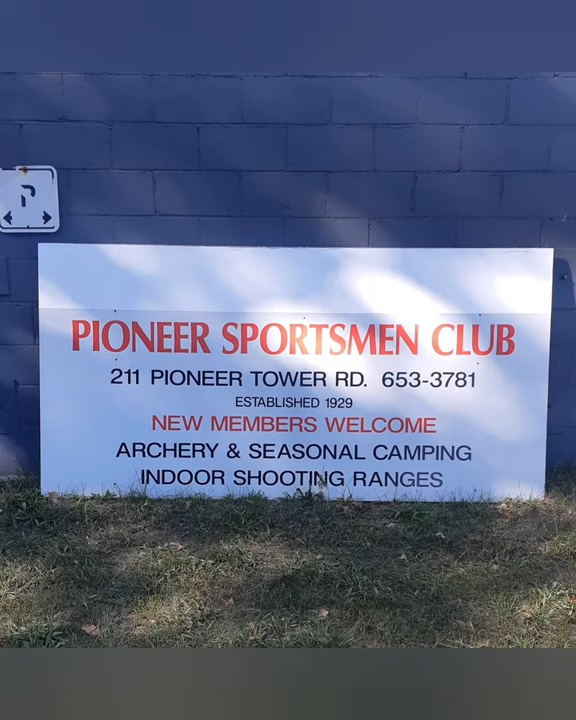 P
PIONEER SPORTSMEN CLUB
211 PIONEER TOWER RD. 653-3781
ESTABLISHED 1929
NEW MEMBERS WELCOME
ARCHERY & SEASONAL CAMPING
INDOOR SHOOTING RANGES